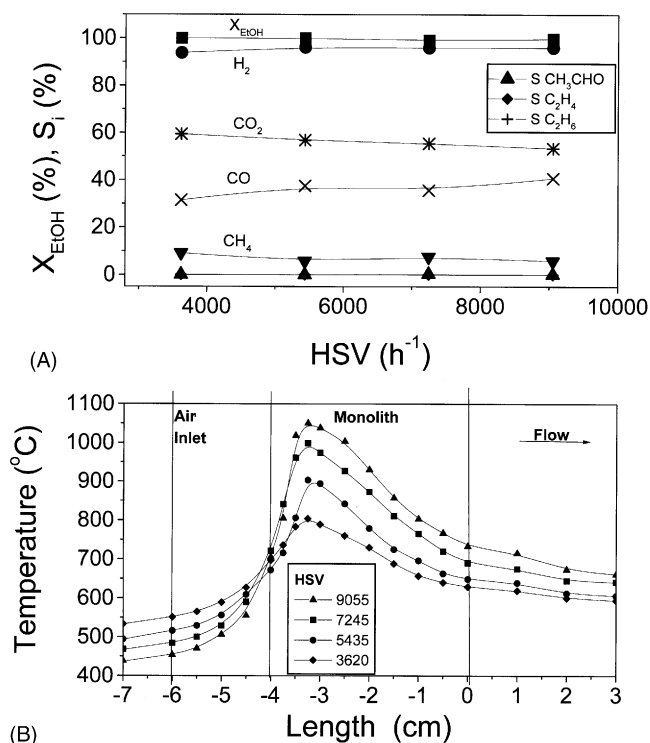 100
80
60
40
20
0
X_EtOH (%), S_i (%)
X_EtOH
H_2
CO_2
CO
CH_4
S CH_3CHO
S C_2H_4
S C_2H_6
4000 6000 8000 10000
HSV (h^-1)
(A)
1100
1000
900
800
700
600
500
400
Temperature (°C)
Air
Inlet
Monolith
Flow
HSV
9055
7245
5435
3620
-7 -6 -5 -4 -3 -2 -1 0 1 2 3
Length (cm)
(B)